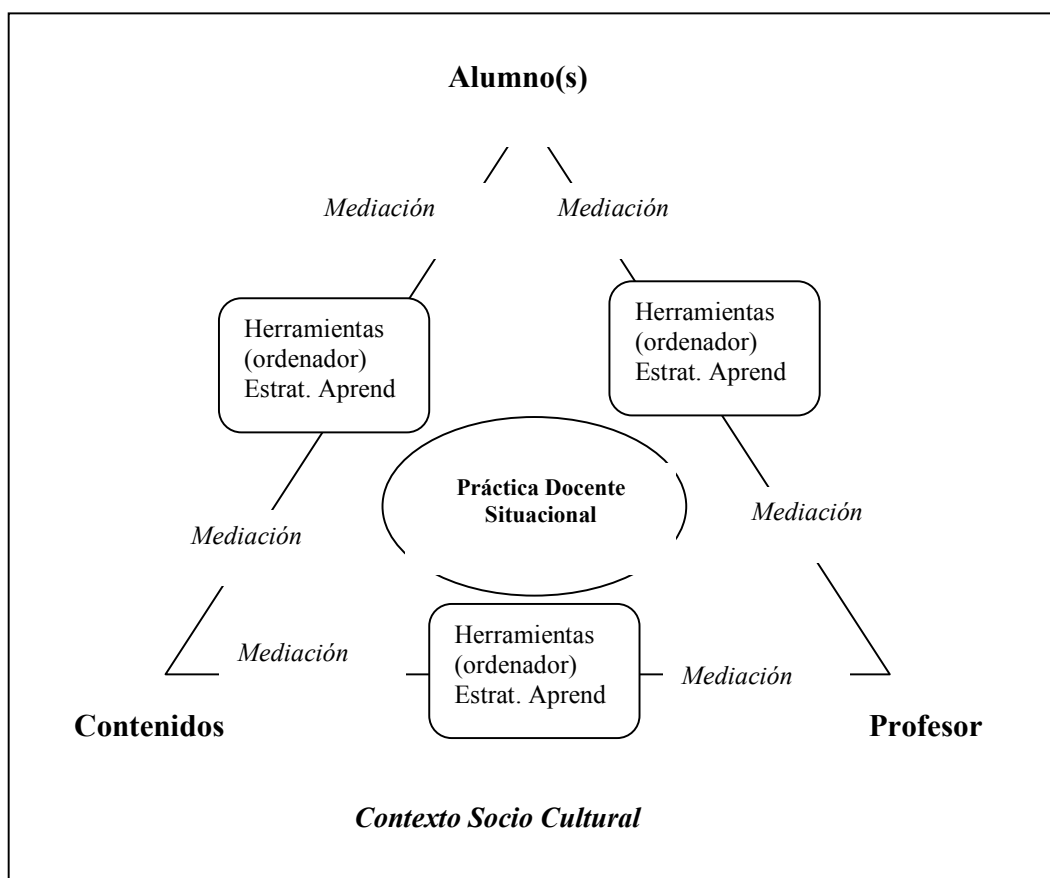 Alumno(s)
Mediación
Mediación
Herramientas
(ordenador)
Estrat. Aprend
Herramientas
(ordenador)
Estrat. Aprend
Práctica Docente
Situacional
Mediación
Mediación
Mediación
Herramientas
(ordenador)
Estrat. Aprend
Mediación
Contenidos
Profesor
Contexto Socio Cultural